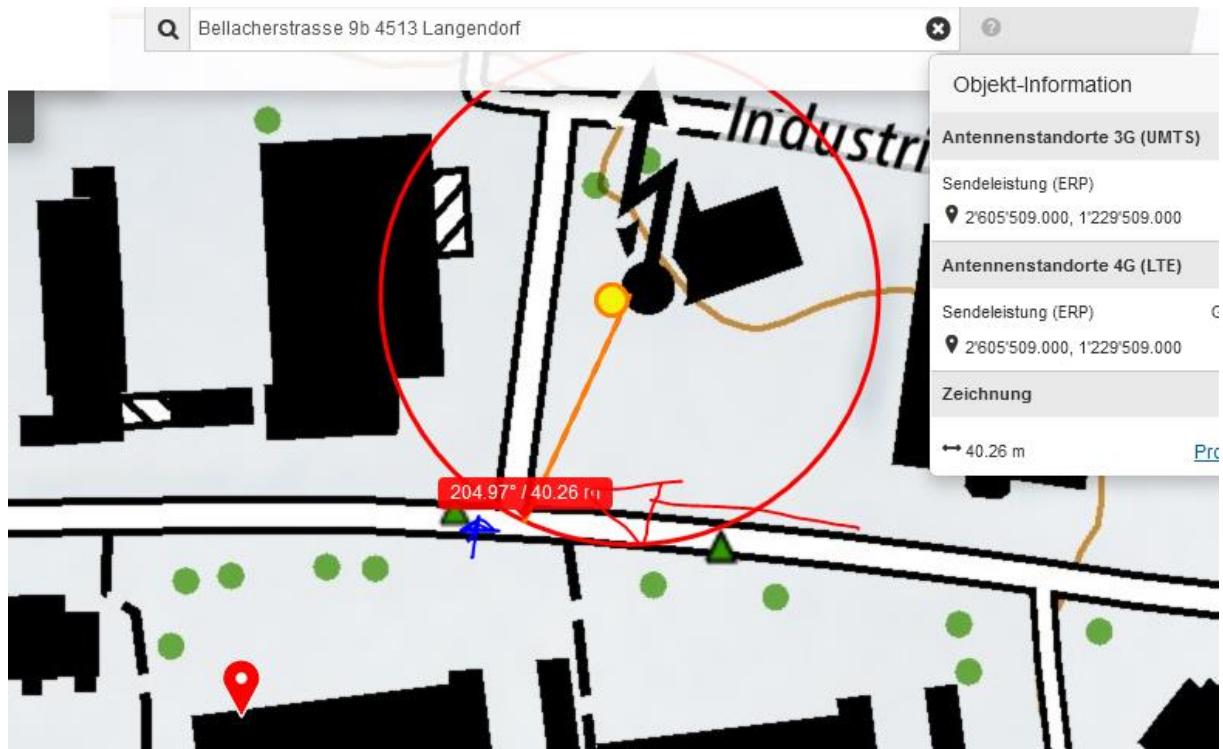 Bellacherstrasse 9b 4513 Langendorf
?
Industri
Objekt-Information
Antennenstandorte 3G (UMTS)
Sendeleistung (ERP)
2'605'509.000, 1'229'509.000
Antennenstandorte 4G (LTE)
Sendeleistung (ERP) G
2'605'509.000, 1'229'509.000
Zeichnung
40.26 m Pro
204.97° / 40.26 m